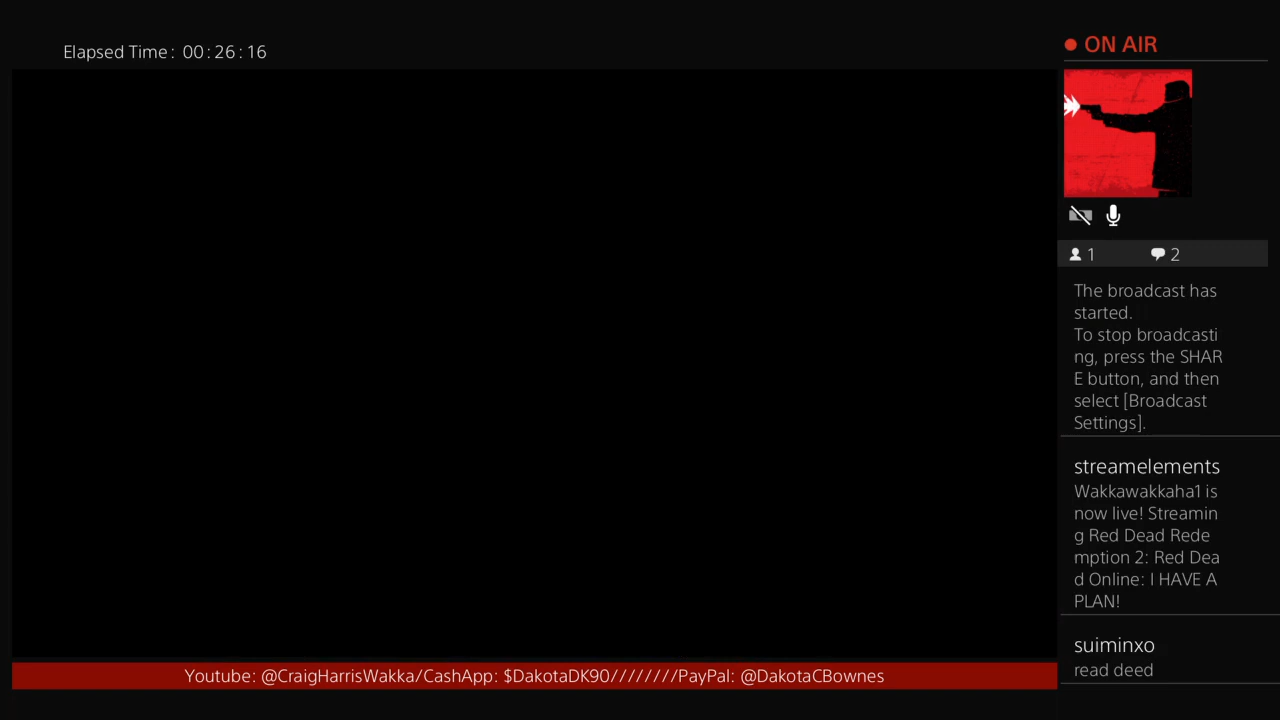 Elapsed Time: 00:26:16
ON AIR
1 2
The broadcast has
started.
To stop broadcasti
ng, press the SHAR
E button, and then
select [Broadcast
Settings].
streamelements
Wakkawakkaha1 is
now live! Streamin
g Red Dead Rede
mption 2: Red Dea
d Online: I HAVE A
PLAN!
suiminxo
read deed
Youtube: @CraigHarrisWakka/CashApp: $DakotaDK90////////PayPal: @DakotaCBownes